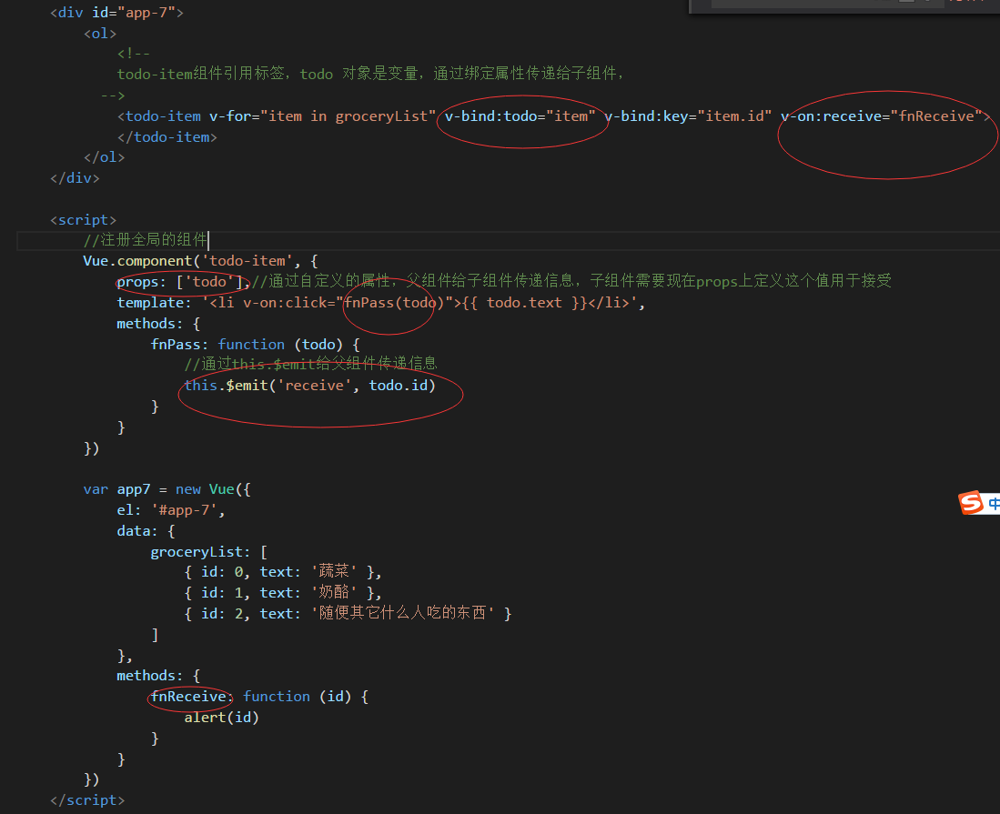 <div id="app-7">
<ol>
<!--
todo-item组件引用标签，todo 对象是变量，通过绑定属性传递给子组件，
-->
<todo-item v-for="item in groceryList" v-bind:todo="item" v-bind:key="item.id" v-on:receive="fnReceive">
</todo-item>
</ol>
</div>
<script>
//注册全局的组件
Vue.component('todo-item', {
props: ['todo'],//通过自定义的属性，父组件给子组件传递信息，子组件需要现在props上定义这个值用于接受
template: '<li v-on:click="fnPass(todo)">{{ todo.text }}</li>',
methods: {
fnPass: function (todo) {
//通过this.$emit给父组件传递信息
this.$emit('receive', todo.id)
}
}
})
var app7 = new Vue({
el: '#app-7',
data: {
groceryList: [
{ id: 0, text: '蔬菜' },
{ id: 1, text: '奶酪' },
{ id: 2, text: '随便其它什么人吃的东西' }
]
},
methods: {
fnReceive: function (id) {
alert(id)
}
}
})
</script>
S 中